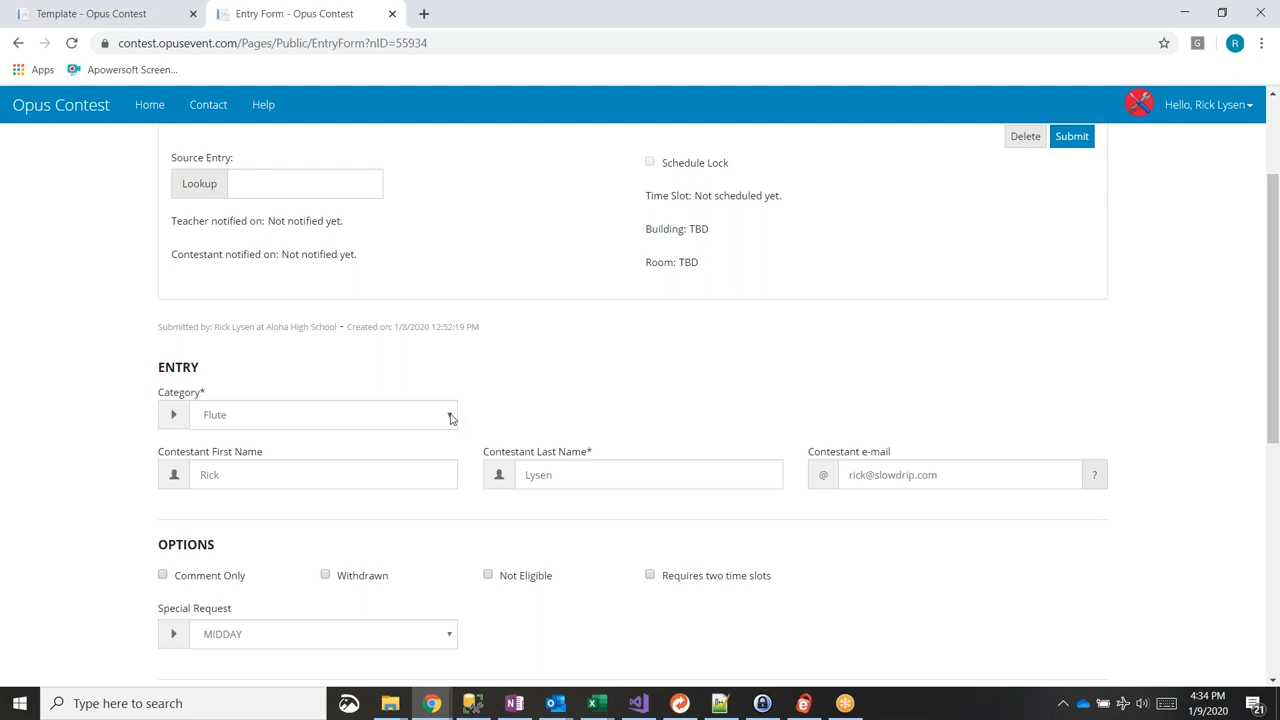 Template - Opus Contest
Entry Form - Opus Contest
contest.opusevent.com/Pages/Public/EntryForm?nID=55934
G
R
Apps
Apowersoft Screen...
Opus Contest Home Contact Help
Hello, Rick Lysen
Delete Submit
Source Entry:
Lookup
Teacher notified on: Not notified yet.
Contestant notified on: Not notified yet.
Schedule Lock
Time Slot: Not scheduled yet.
Building: TBD
Room: TBD
Submitted by: Rick Lysen at Aloha High School - Created on: 1/8/2020 12:52:19 PM
ENTRY
Category*
Flute
Contestant First Name Contestant Last Name* Contestant e-mail
Rick Lysen @ rick@slowdrip.com ?
OPTIONS
Comment Only Withdrawn Not Eligible Requires two time slots
Special Request
MIDDAY
Type here to search
4:34 PM
1/9/2020
21